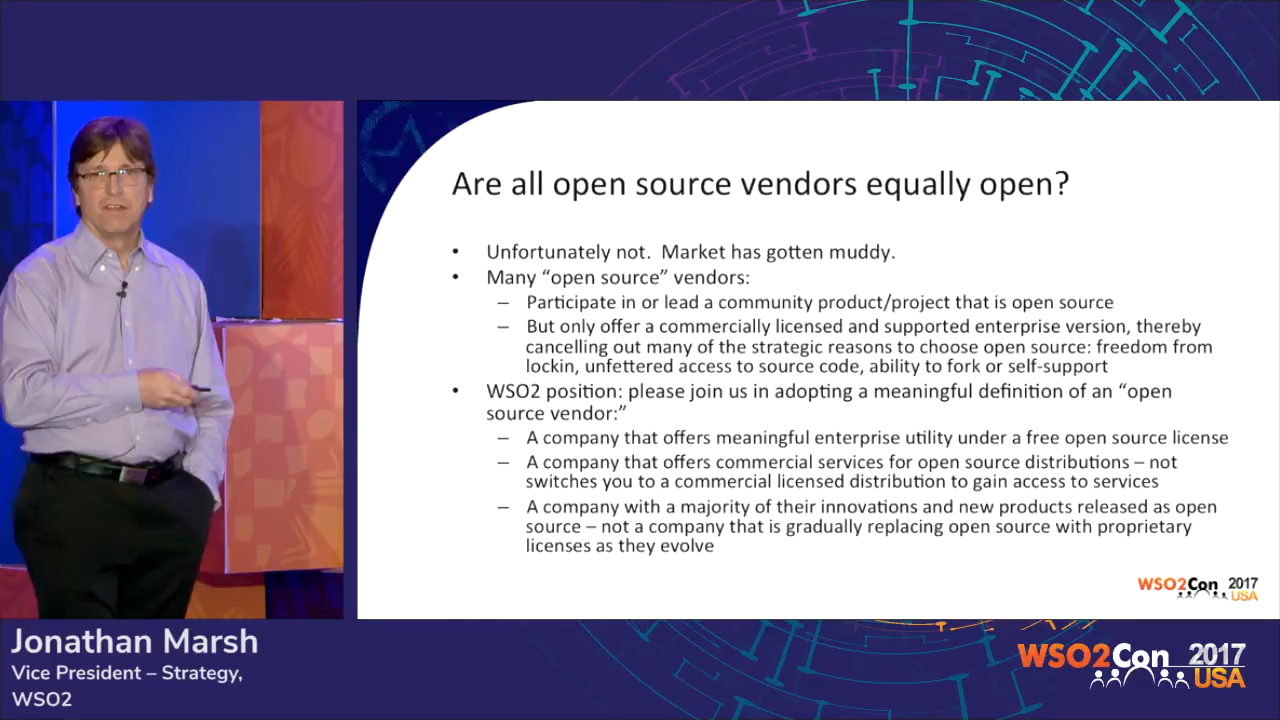 Are all open source vendors equally open?
• Unfortunately not. Market has gotten muddy.
• Many “open source” vendors:
– Participate in or lead a community product/project that is open source
– But only offer a commercially licensed and supported enterprise version, thereby
cancelling out many of the strategic reasons to choose open source: freedom from
lockin, unfettered access to source code, ability to fork or self-support
• WSO2 position: please join us in adopting a meaningful definition of an “open
source vendor:”
– A company that offers meaningful enterprise utility under a free open source license
– A company that offers commercial services for open source distributions – not
switches you to a commercial licensed distribution to gain access to services
– A company with a majority of their innovations and new products released as open
source – not a company that is gradually replacing open source with proprietary
licenses as they evolve
WSO2Con 2017
USA
Jonathan Marsh
Vice President – Strategy,
WSO2
WSO2Con 2017
USA